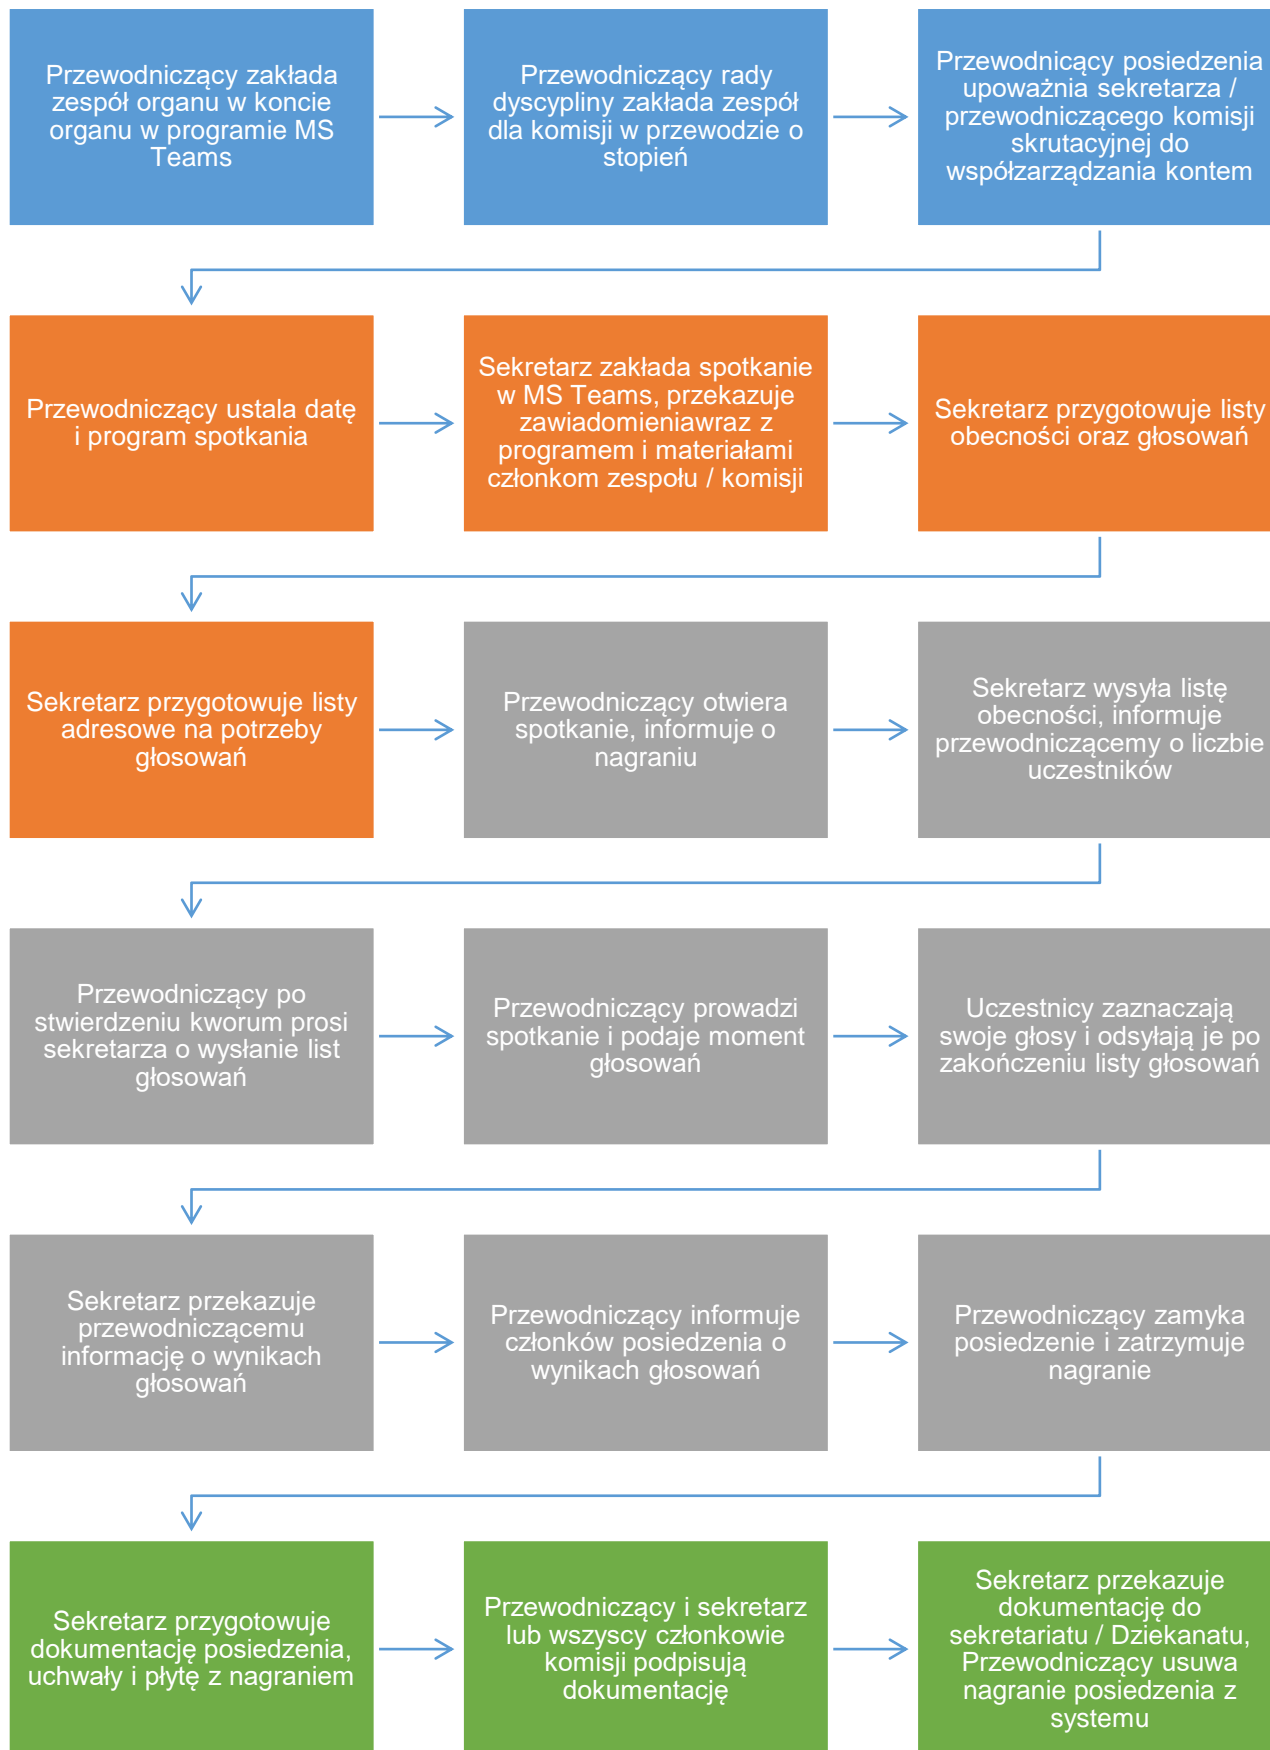 Przewodniczący zakłada
zespół organu w koncie
organu w programie MS
Teams
Przewodniczący rady
dyscypliny zakłada zespół
dla komisji w przewodzie o
stopień
Przewodnicący posiedzenia
upoważnia sekretarza /
przewodniczącego komisji
skrutacyjnej do
współzarządzania kontem
Przewodniczący ustala datę
i program spotkania
Sekretarz zakłada spotkanie
w MS Teams, przekazuje
zawiadomieniawraz z
programem i materiałami
członkom zespołu / komisji
Sekretarz przygotowuje listy
obecności oraz głosowań
Sekretarz przygotowuje listy
adresowe na potrzeby
głosowań
Przewodniczący otwiera
spotkanie, informuje o
nagraniu
Sekretarz wysyła listę
obecności, informuje
przewodniczącemy o liczbie
uczestników
Przewodniczący po
stwierdzeniu kworum prosi
sekretarza o wysłanie list
głosowań
Przewodniczący prowadzi
spotkanie i podaje moment
głosowań
Uczestnicy zaznaczają
swoje głosy i odsyłają je po
zakończeniu listy głosowań
Sekretarz przekazuje
przewodniczącemu
informację o wynikach
głosowań
Przewodniczący informuje
członków posiedzenia o
wynikach głosowań
Przewodniczący zamyka
posiedzenie i zatrzymuje
nagranie
Sekretarz przygotowuje
dokumentację posiedzenia,
uchwały i płytę z nagraniem
Przewodniczący i sekretarz
lub wszyscy członkowie
komisji podpisują
dokumentację
Sekretarz przekazuje
dokumentację do
sekretariatu / Dziekanatu,
Przewodniczący usuwa
nagranie posiedzenia z
systemu